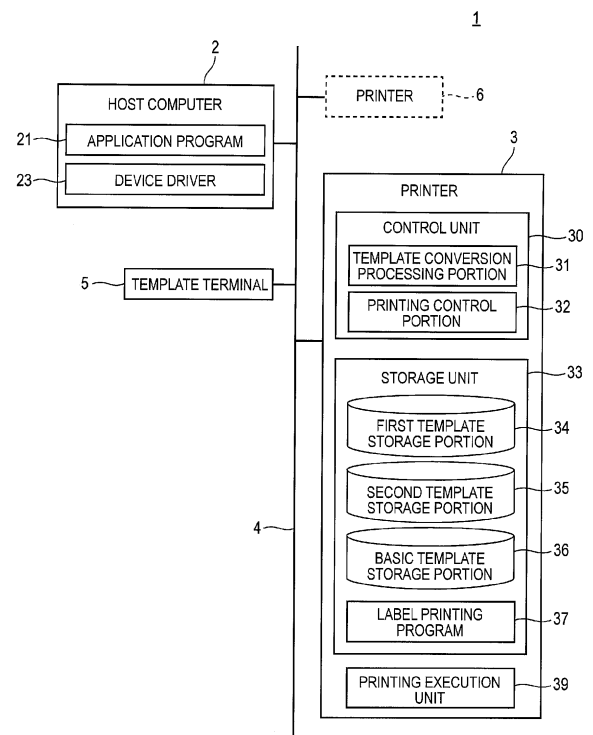 1
2
HOST COMPUTER
21
APPLICATION PROGRAM
23
DEVICE DRIVER
PRINTER
6
3
PRINTER
CONTROL UNIT
30
TEMPLATE CONVERSION
PROCESSING PORTION
31
PRINTING CONTROL
PORTION
32
5
TEMPLATE TERMINAL
STORAGE UNIT
33
FIRST TEMPLATE
STORAGE PORTION
34
SECOND TEMPLATE
STORAGE PORTION
35
4
BASIC TEMPLATE
STORAGE PORTION
36
LABEL PRINTING
PROGRAM
37
PRINTING EXECUTION
UNIT
39